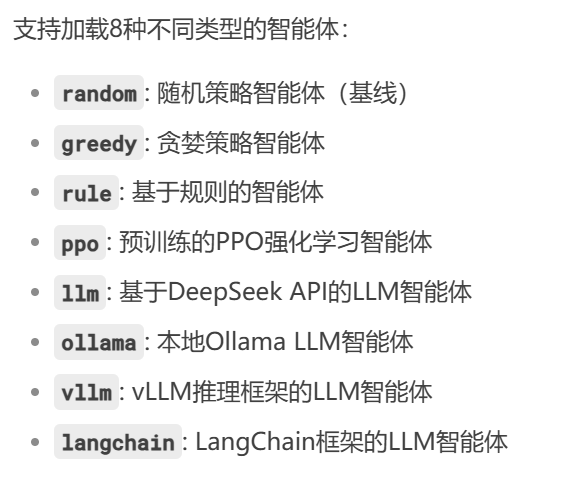 支持加载8种不同类型的智能体：
random: 随机策略智能体（基线）
greedy: 贪婪策略智能体
rule: 基于规则的智能体
ppo: 预训练的PPO强化学习智能体
llm: 基于DeepSeek API的LLM智能体
ollama: 本地Ollama LLM智能体
vllm: vLLM推理框架的LLM智能体
langchain: LangChain框架的LLM智能体